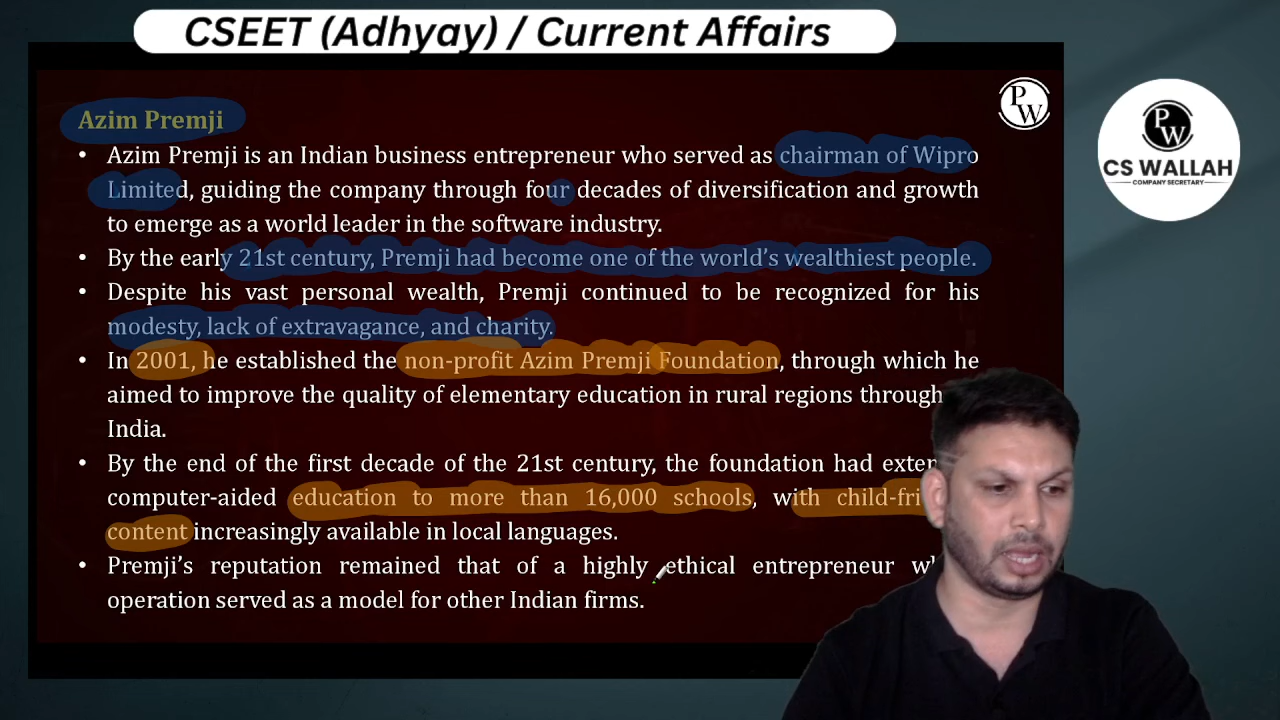 CSEET (Adhyay) / Current Affairs
PW
Azim Premji
• Azim Premji is an Indian business entrepreneur who served as chairman of Wipro
Limited, guiding the company through four decades of diversification and growth
to emerge as a world leader in the software industry.
• By the early 21st century, Premji had become one of the world's wealthiest people.
• Despite his vast personal wealth, Premji continued to be recognized for his
modesty, lack of extravagance, and charity.
• In 2001, he established the non-profit Azim Premji Foundation, through which he
aimed to improve the quality of elementary education in rural regions through
India.
• By the end of the first decade of the 21st century, the foundation had
computer-aided education to more than 16,000 schools, with
content increasingly available in local languages.
• Premji's reputation remained that of a highly ethical entrepreneur
operation served as a model for other Indian firms.
PW
CS WALLAH
COMPANY SECRETARY